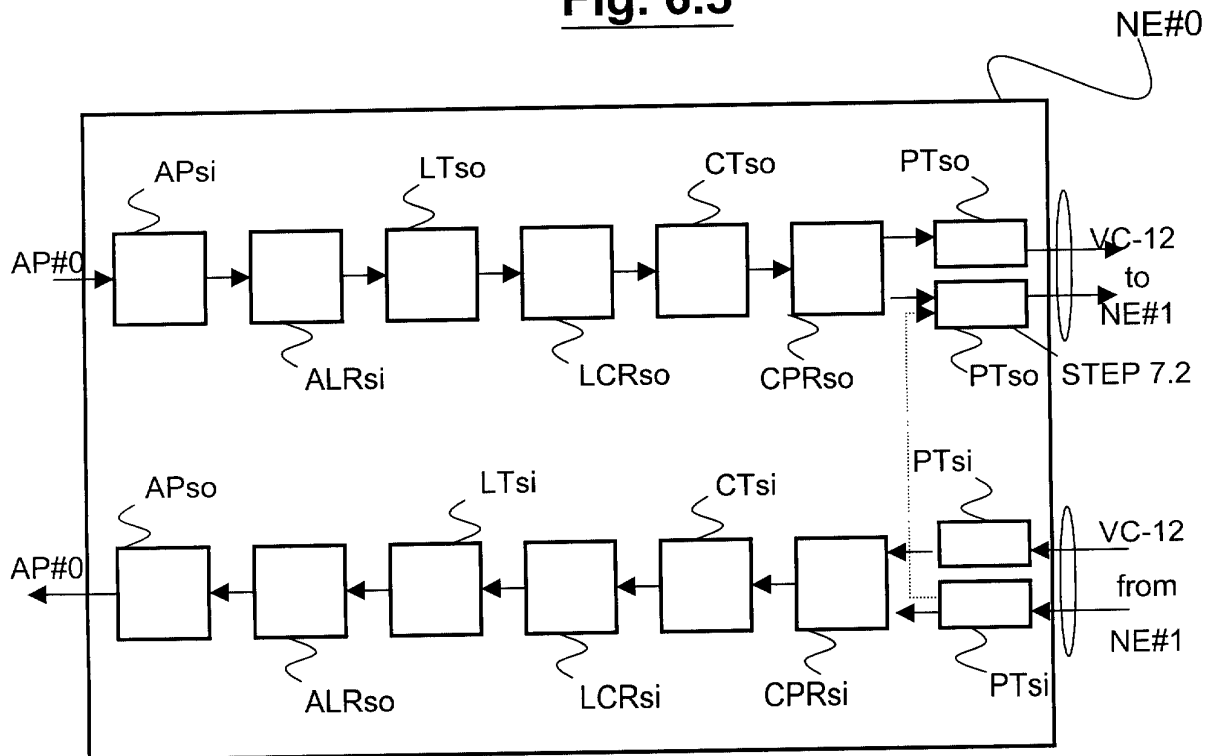 Fig. 6.5
NE#0
APsi
LTso
CTso
PTso
AP#0
VC-12
to
NE#1
ALRsi
LCRso
CPRso
PTso
STEP 7.2
APso
LTsi
CTsi
PTsi
AP#0
VC-12
from
NE#1
ALRso
LCRsi
CPRsi
PTsi